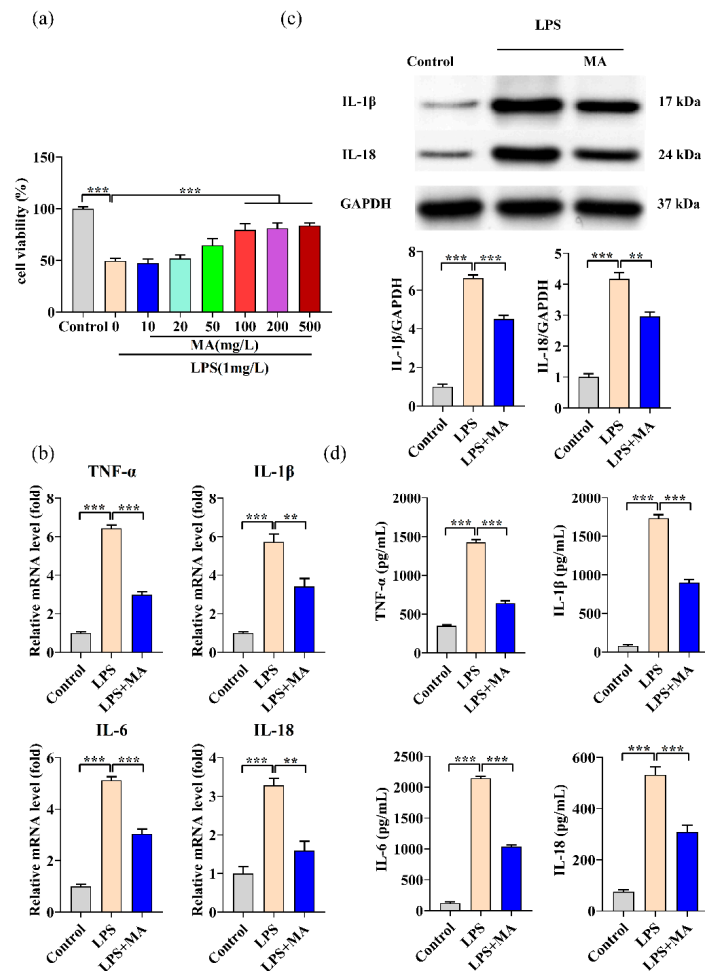 (a)
cell viability (%)
150
100
50
0
***
***
Control 0 10 20 50 100 200 500
MA(mg/L)
LPS(1mg/L)
(c)
LPS
Control MA
IL-1β 17 kDa
IL-18 24 kDa
GAPDH 37 kDa
IL-1β/GAPDH
8
6
4
2
0
*** ***
Control LPS LPS+MA
IL-18/GAPDH
5
4
3
2
1
0
*** **
Control LPS LPS+MA
(b)
TNF-α
Relative mRNA level (fold)
8
6
4
2
0
*** ***
Control LPS LPS+MA
IL-1β
Relative mRNA level (fold)
8
6
4
2
0
*** **
Control LPS LPS+MA
IL-6
Relative mRNA level (fold)
6
4
2
0
*** ***
Control LPS LPS+MA
IL-18
Relative mRNA level (fold)
4
3
2
1
0
*** **
Control LPS LPS+MA
(d)
TNF-α (pg/mL)
2000
1500
1000
500
0
*** ***
Control LPS LPS+MA
IL-1β (pg/mL)
2000
1500
1000
500
0
*** ***
Control LPS LPS+MA
IL-6 (pg/mL)
2500
2000
1500
1000
500
0
*** ***
Control LPS LPS+MA
IL-18 (pg/mL)
600
400
200
0
*** ***
Control LPS LPS+MA